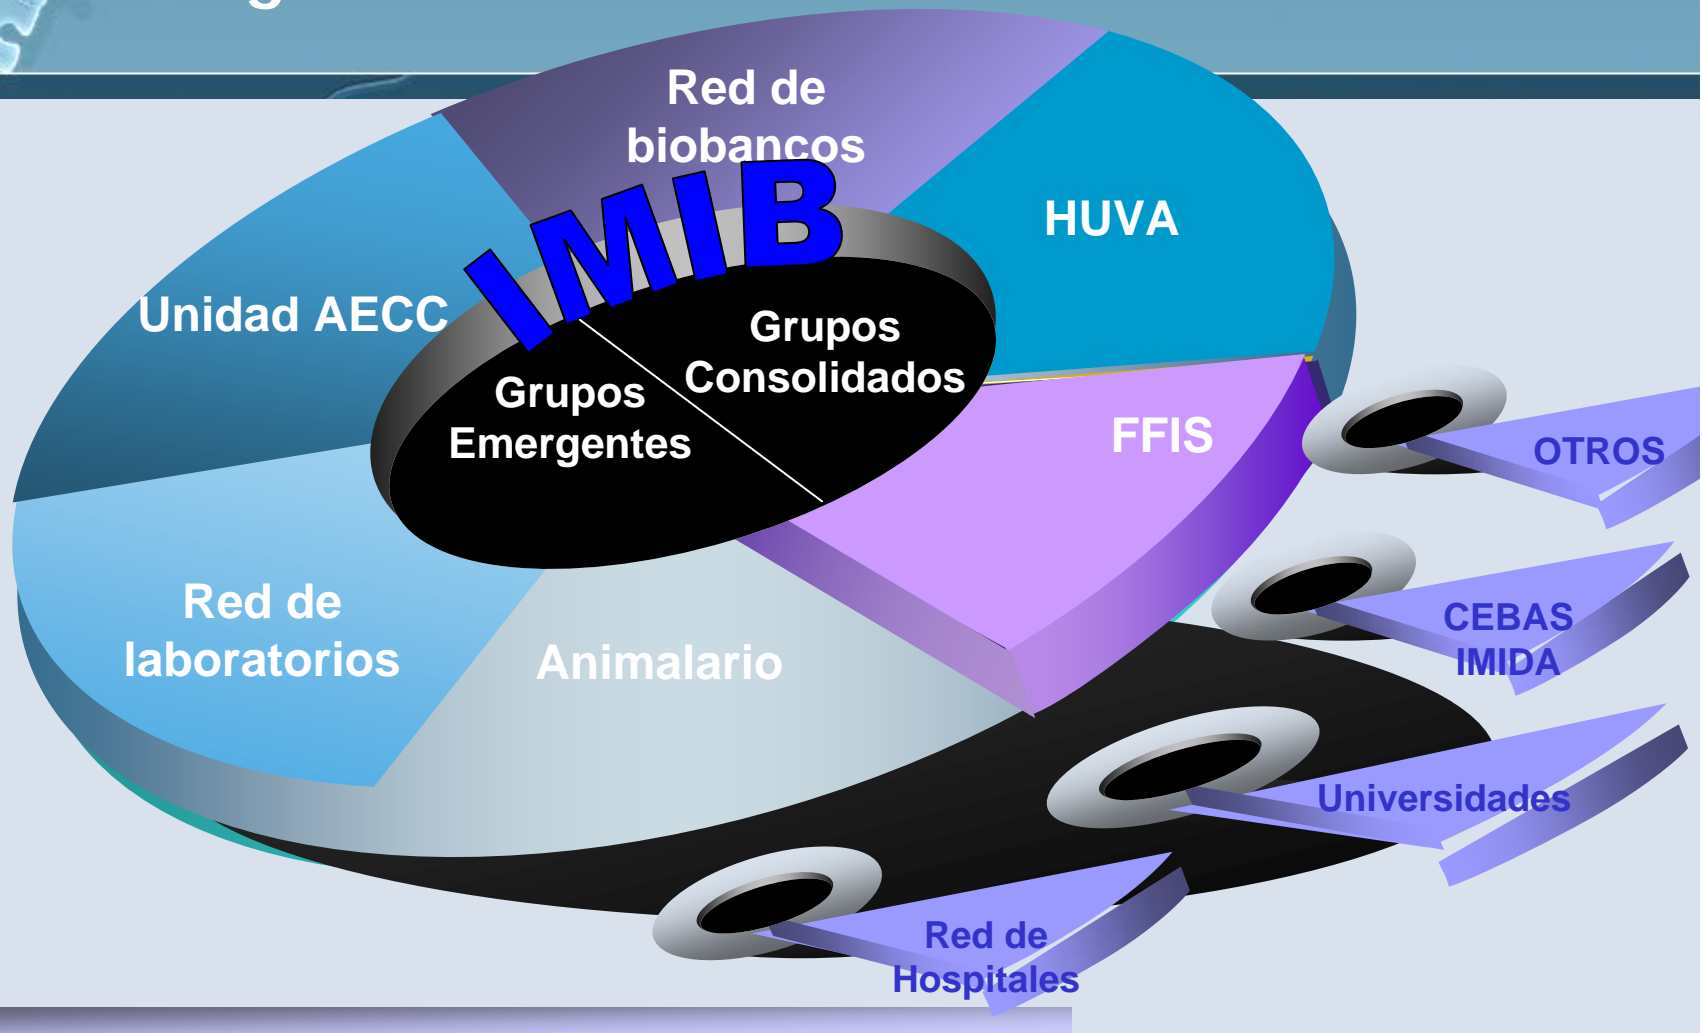 Red de
biobancos
IMIB
HUVA
Unidad AECC
Grupos
Consolidados
Grupos
Emergentes
FFIS
OTROS
Red de
laboratorios
Animalario
CEBAS
IMIDA
Universidades
Red de
Hospitales